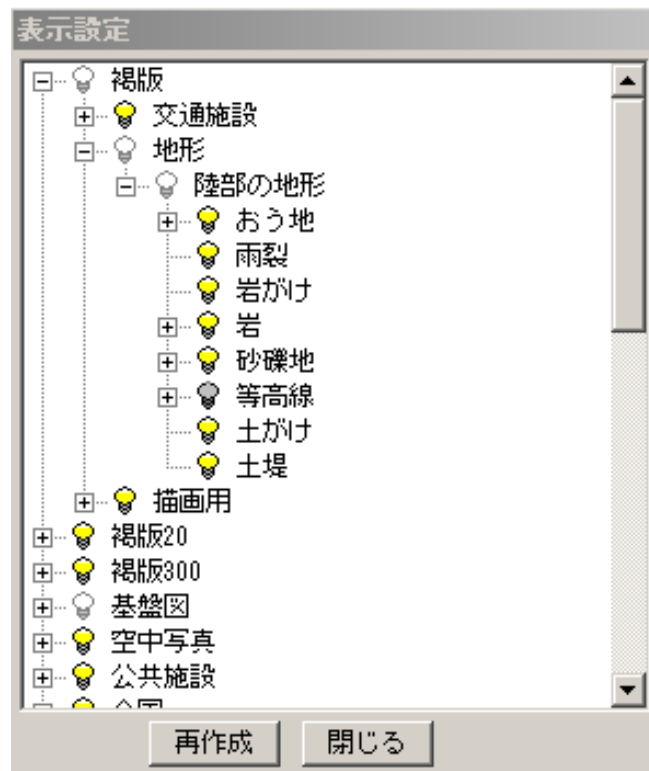 表示設定
褐版
交通施設
地形
陸部の地形
おう地
雨裂
岩がけ
岩
砂礫地
等高線
土がけ
土堤
描画用
褐版20
褐版300
基盤図
空中写真
公共施設
再作成 閉じる